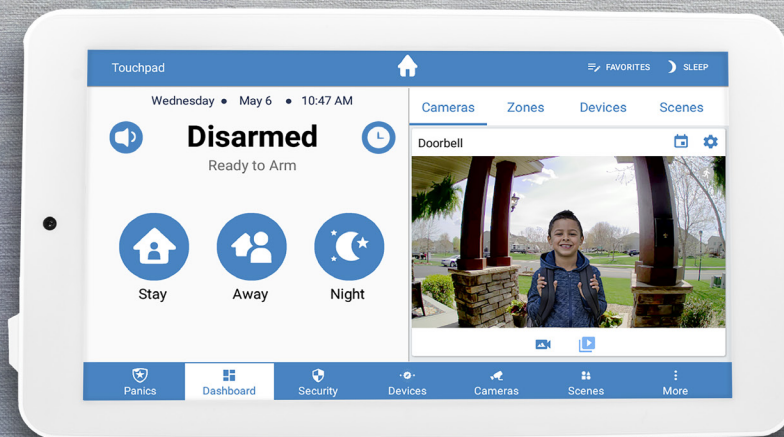 Touchpad
FAVORITES
SLEEP
Wednesday • May 6 • 10:47 AM
Disarmed
Ready to Arm
Stay
Away
Night
Cameras
Zones
Devices
Scenes
Doorbell
Panics
Dashboard
Security
Devices
Cameras
Scenes
More